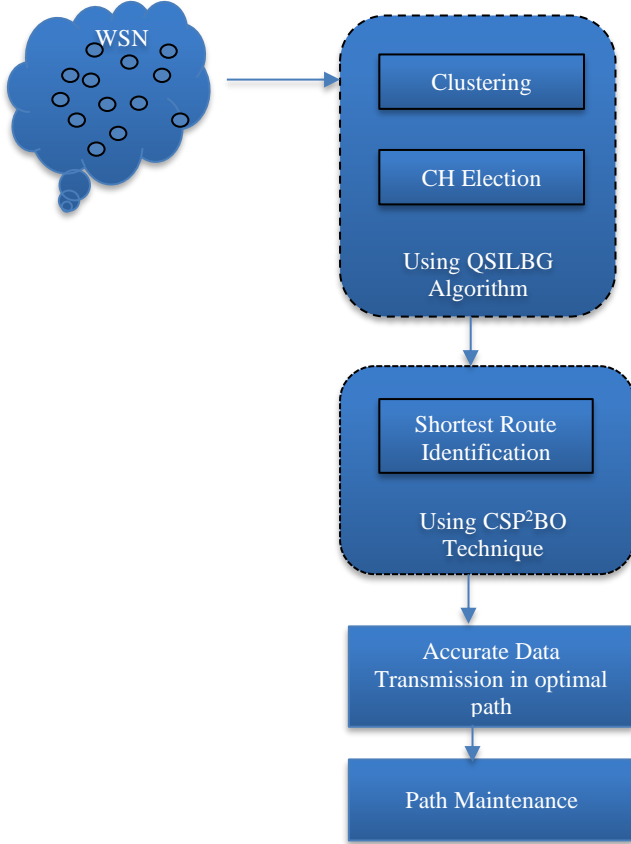 WSN
Clustering
CH Election
Using QSILBG
Algorithm
Shortest Route
Identification
Using CSP²BO
Technique
Accurate Data
Transmission in optimal
path
Path Maintenance